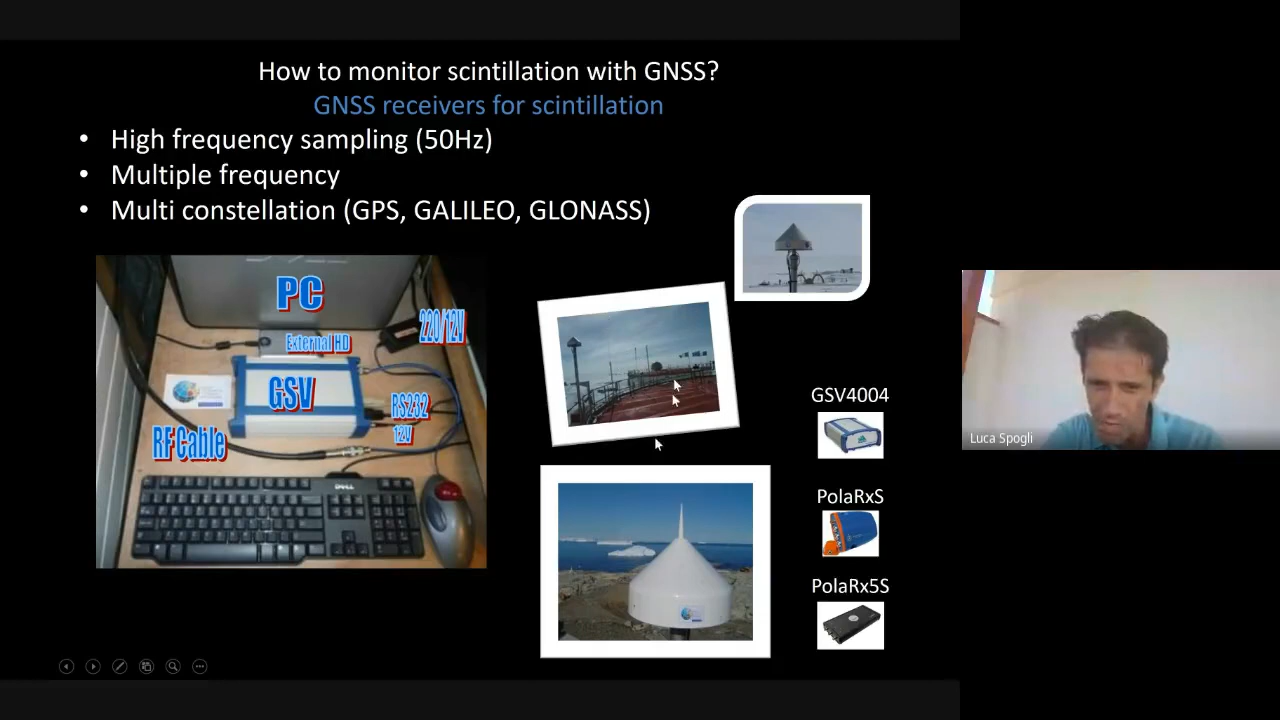 How to monitor scintillation with GNSS?
GNSS receivers for scintillation
• High frequency sampling (50Hz)
• Multiple frequency
• Multi constellation (GPS, GALILEO, GLONASS)
PC
External HD
220/12V
GSV
RS232
12V
RF Cable
DELL
GSV4004
PolaRxS
PolaRx5S
Luca Spogli